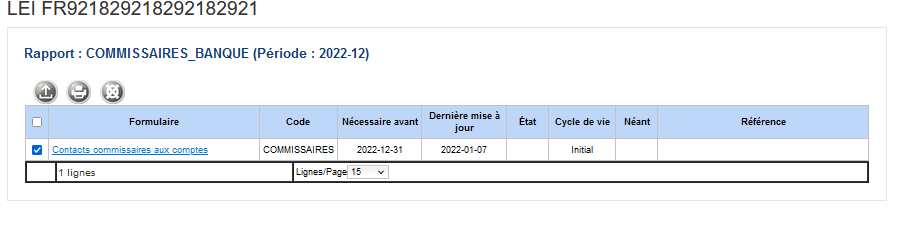 LEI FR921829218292182921
Rapport : COMMISSAIRES_BANQUE (Période : 2022-12)
Formulaire Code Nécessaire avant Dernière mise à jour État Cycle de vie Néant Référence
Contacts commissaires aux comptes COMMISSAIRES 2022-12-31 2022-01-07 Initial
1 lignes Lignes/Page 15